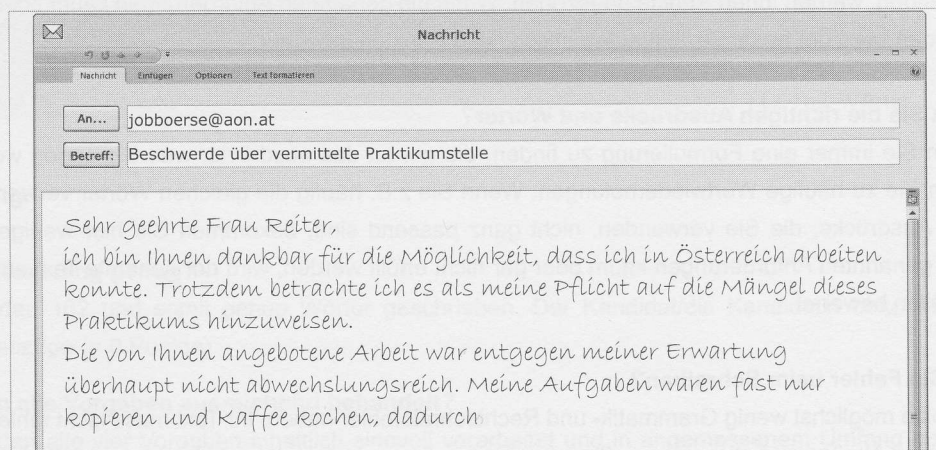 Nachricht
Nachricht Einfügen Optionen Text formatieren
An... jobboerse@aon.at
Betreff: Beschwerde über vermittelte Praktikumstelle
Sehr geehrte Frau Reiter,
ich bin Ihnen dankbar für die Möglichkeit, dass ich in Österreich arbeiten
konnte. Trotzdem betrachte ich es als meine Pflicht auf die Mängel dieses
Praktikums hinzuweisen.
Die von Ihnen angebotene Arbeit war entgegen meiner Erwartung
überhaupt nicht abwechslungsreich. Meine Aufgaben waren fast nur
kopieren und Kaffee kochen, dadurch